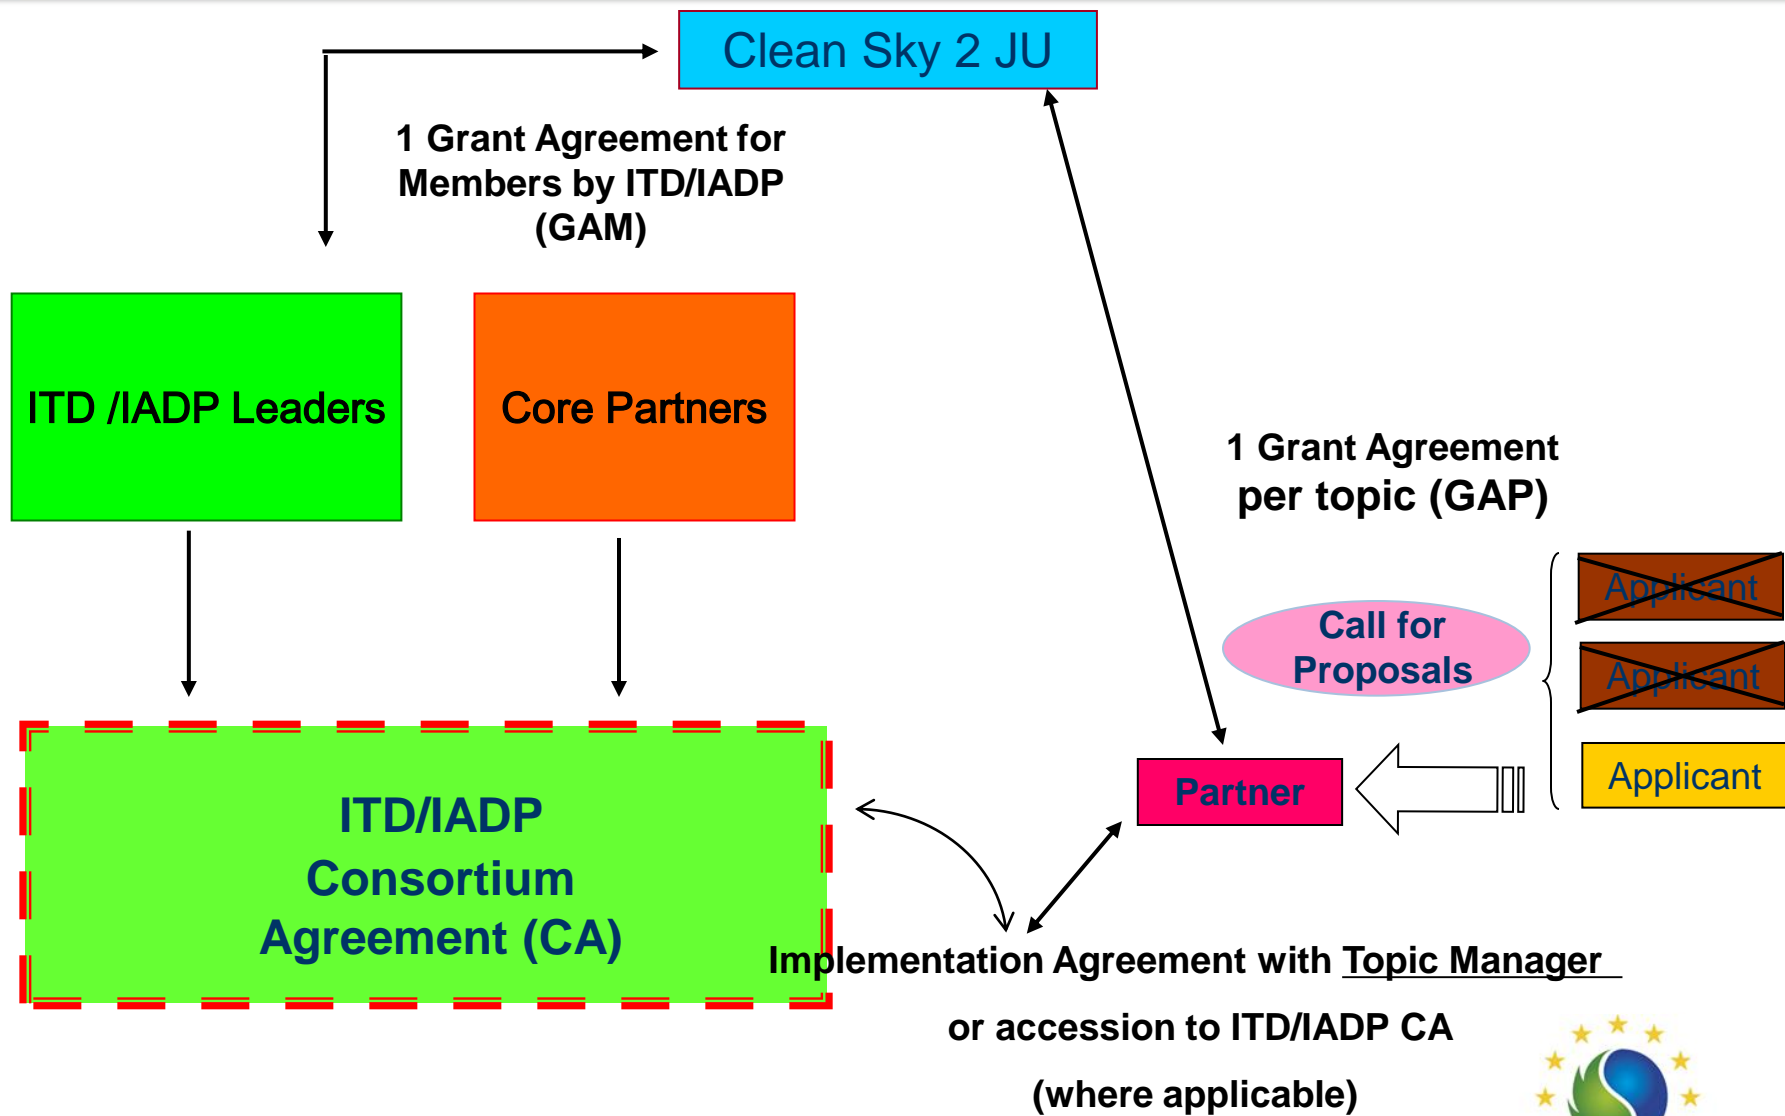 Clean Sky 2 JU
1 Grant Agreement for
Members by ITD/IADP
(GAM)
ITD /IADP Leaders
Core Partners
1 Grant Agreement
per topic (GAP)
Applicant
Call for
Proposals
Applicant
Partner
Applicant
ITD/IADP
Consortium
Agreement (CA)
Implementation Agreement with Topic Manager
or accession to ITD/IADP CA
(where applicable)